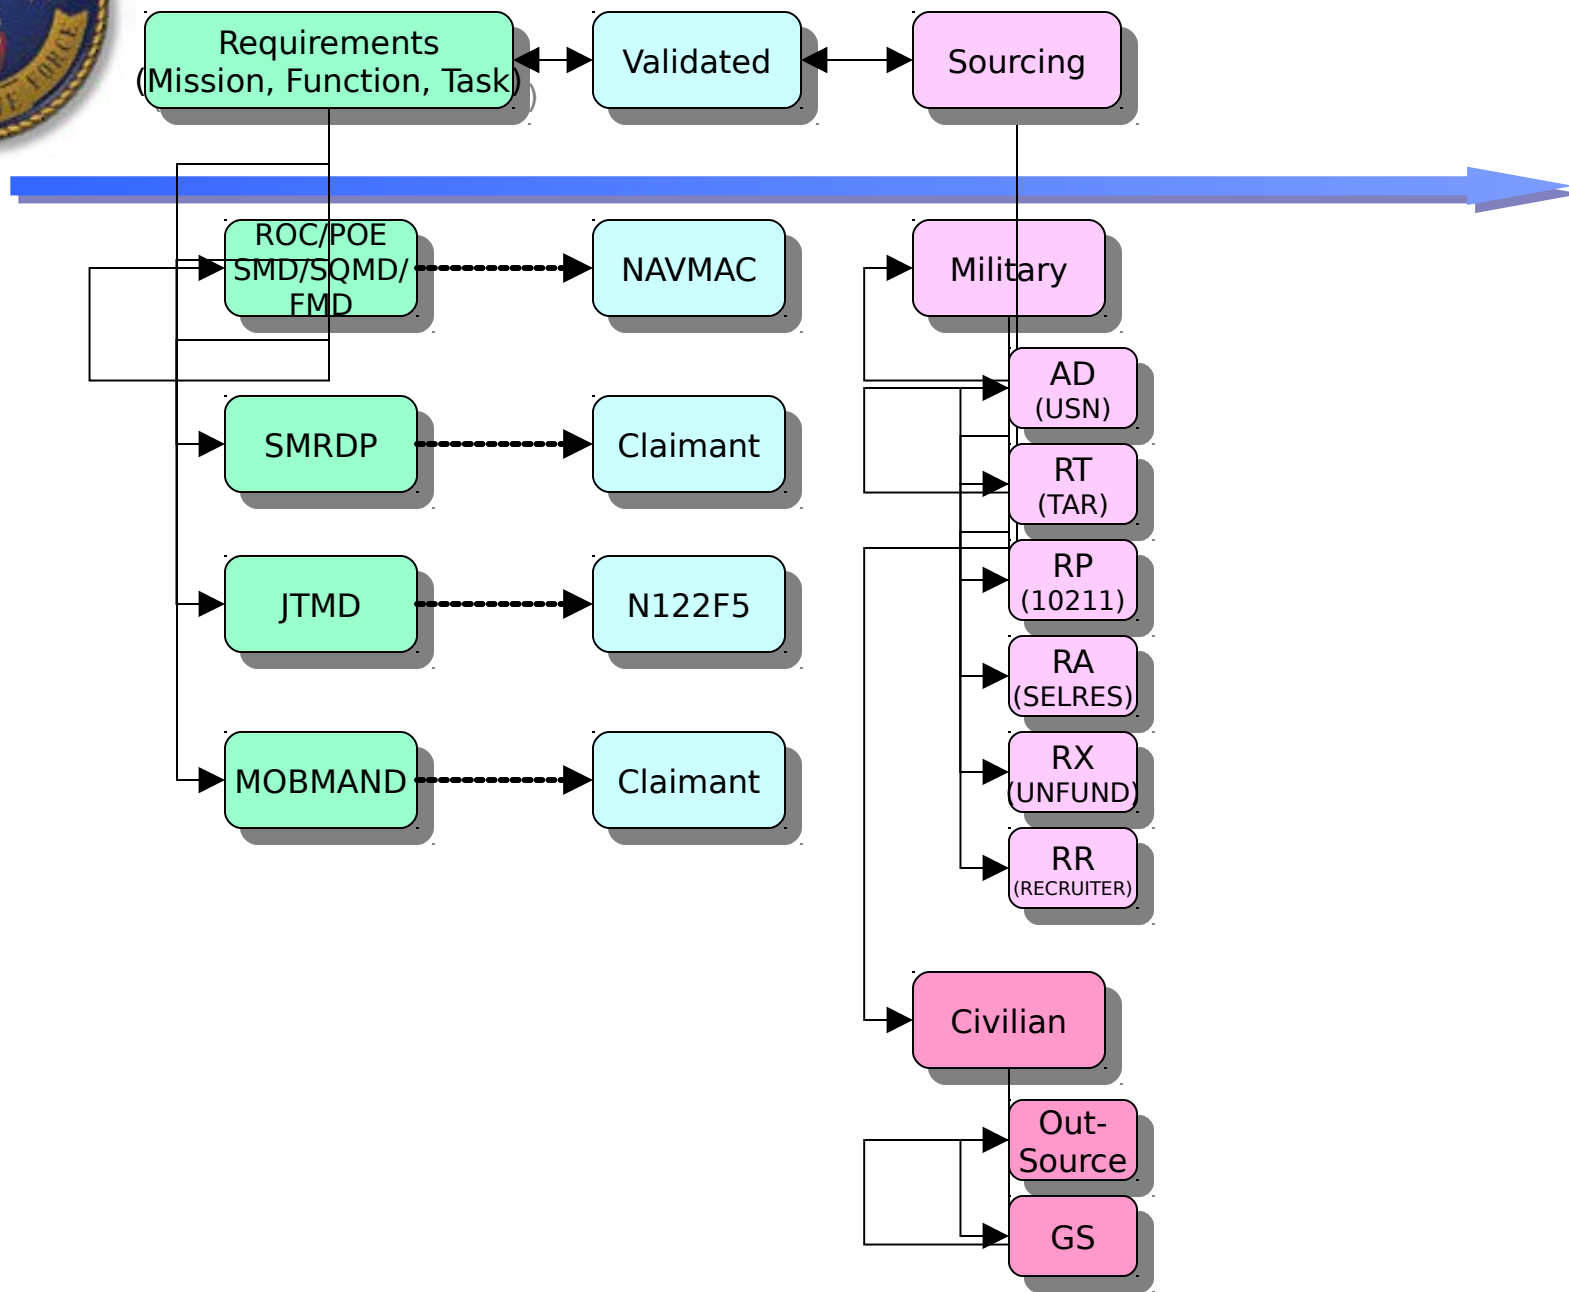 E FORCE
Requirements
(Mission, Function, Task)
Validated
Sourcing
ROC/POE
SMD/SQMD/
FMD
NAVMAC
Military
AD
(USN)
SMRDP
Claimant
RT
(TAR)
JTMD
N122F5
RP
(10211)
RA
(SELRES)
MOBMAND
Claimant
RX
(UNFUND)
RR
(RECRUITER)
Civilian
Out-
Source
GS